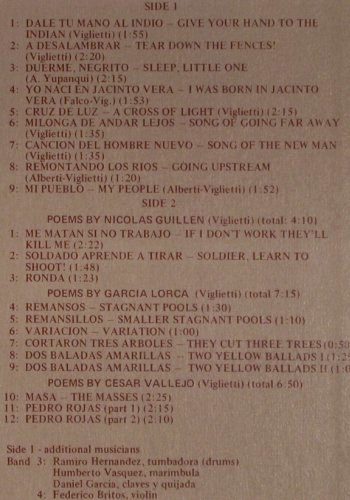 SIDE 1
1: DALE TU MANO AL INDIO – GIVE YOUR HAND TO THE
INDIAN (Viglietti) (1:55)
2: A DESALAMBRAR – TEAR DOWN THE FENCES!
(Viglietti) (2:20)
3: DUERME, NEGRITO – SLEEP, LITTLE ONE
(A. Yupanqui) (2:15)
4: YO NACI EN JACINTO VERA – I WAS BORN IN JACINTO
VERA (Falco-Vig.) (1:53)
5: CRUZ DE LUZ – A CROSS OF LIGHT (Viglietti) (2:15)
6: MILONGA DE ANDAR LEJOS – SONG OF GOING FAR AWAY
(Viglietti) (1:35)
7: CANCION DEL HOMBRE NUEVO – SONG OF THE NEW MAN
(Viglietti) (1:35)
8: REMONTANDO LOS RIOS – GOING UPSTREAM
(Alberti-Viglietti) (1:20)
9: MI PUEBLO – MY PEOPLE (Alberti-Viglietti) (1:52)
SIDE 2
POEMS BY NICOLAS GUILLEN (Viglietti) (total: 4:10)
1: ME MATAN SI NO TRABAJO – IF I DON'T WORK THEY'LL
KILL ME (2:22)
2: SOLDADO APRENDE A TIRAR – SOLDIER, LEARN TO
SHOOT! (1:48)
3: RONDA (1:23)
POEMS BY GARCIA LORCA (Viglietti) (total 7:15)
4: REMANSOS – STAGNANT POOLS (1:30)
5: REMANSILLOS – SMALLER STAGNANT POOLS (1:10)
6: VARIACION – VARIATION (1:00)
7: CORTARON TRES ARBOLES – THEY CUT THREE TREES (0:50
8: DOS BALADAS AMARILLAS – TWO YELLOW BALLADS I
9: DOS BALADAS AMARILLAS – TWO YELLOW BALLADS II
POEMS BY CESAR VALLEJO (Viglietti) (total 6:50)
10: MASA – THE MASSES (2:25)
11: PEDRO ROJAS (part 1) (2:15)
12: PEDRO ROJAS (part 2) (2:10)
Side 1 - additional musicians
Band 3: Ramiro Hernandez, tumbadora (drums)
Humberto Vasquez, marimbula
Daniel Garcia, claves y quijada
4: Federico Britos, violin